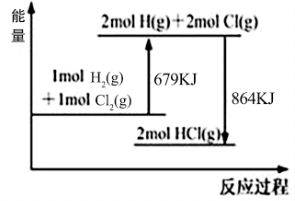 能
量
2mol H(g)+2mol Cl(g)
1mol H₂(g)
+1mol Cl₂(g)
679KJ
864KJ
2mol HCl(g)
反应过程